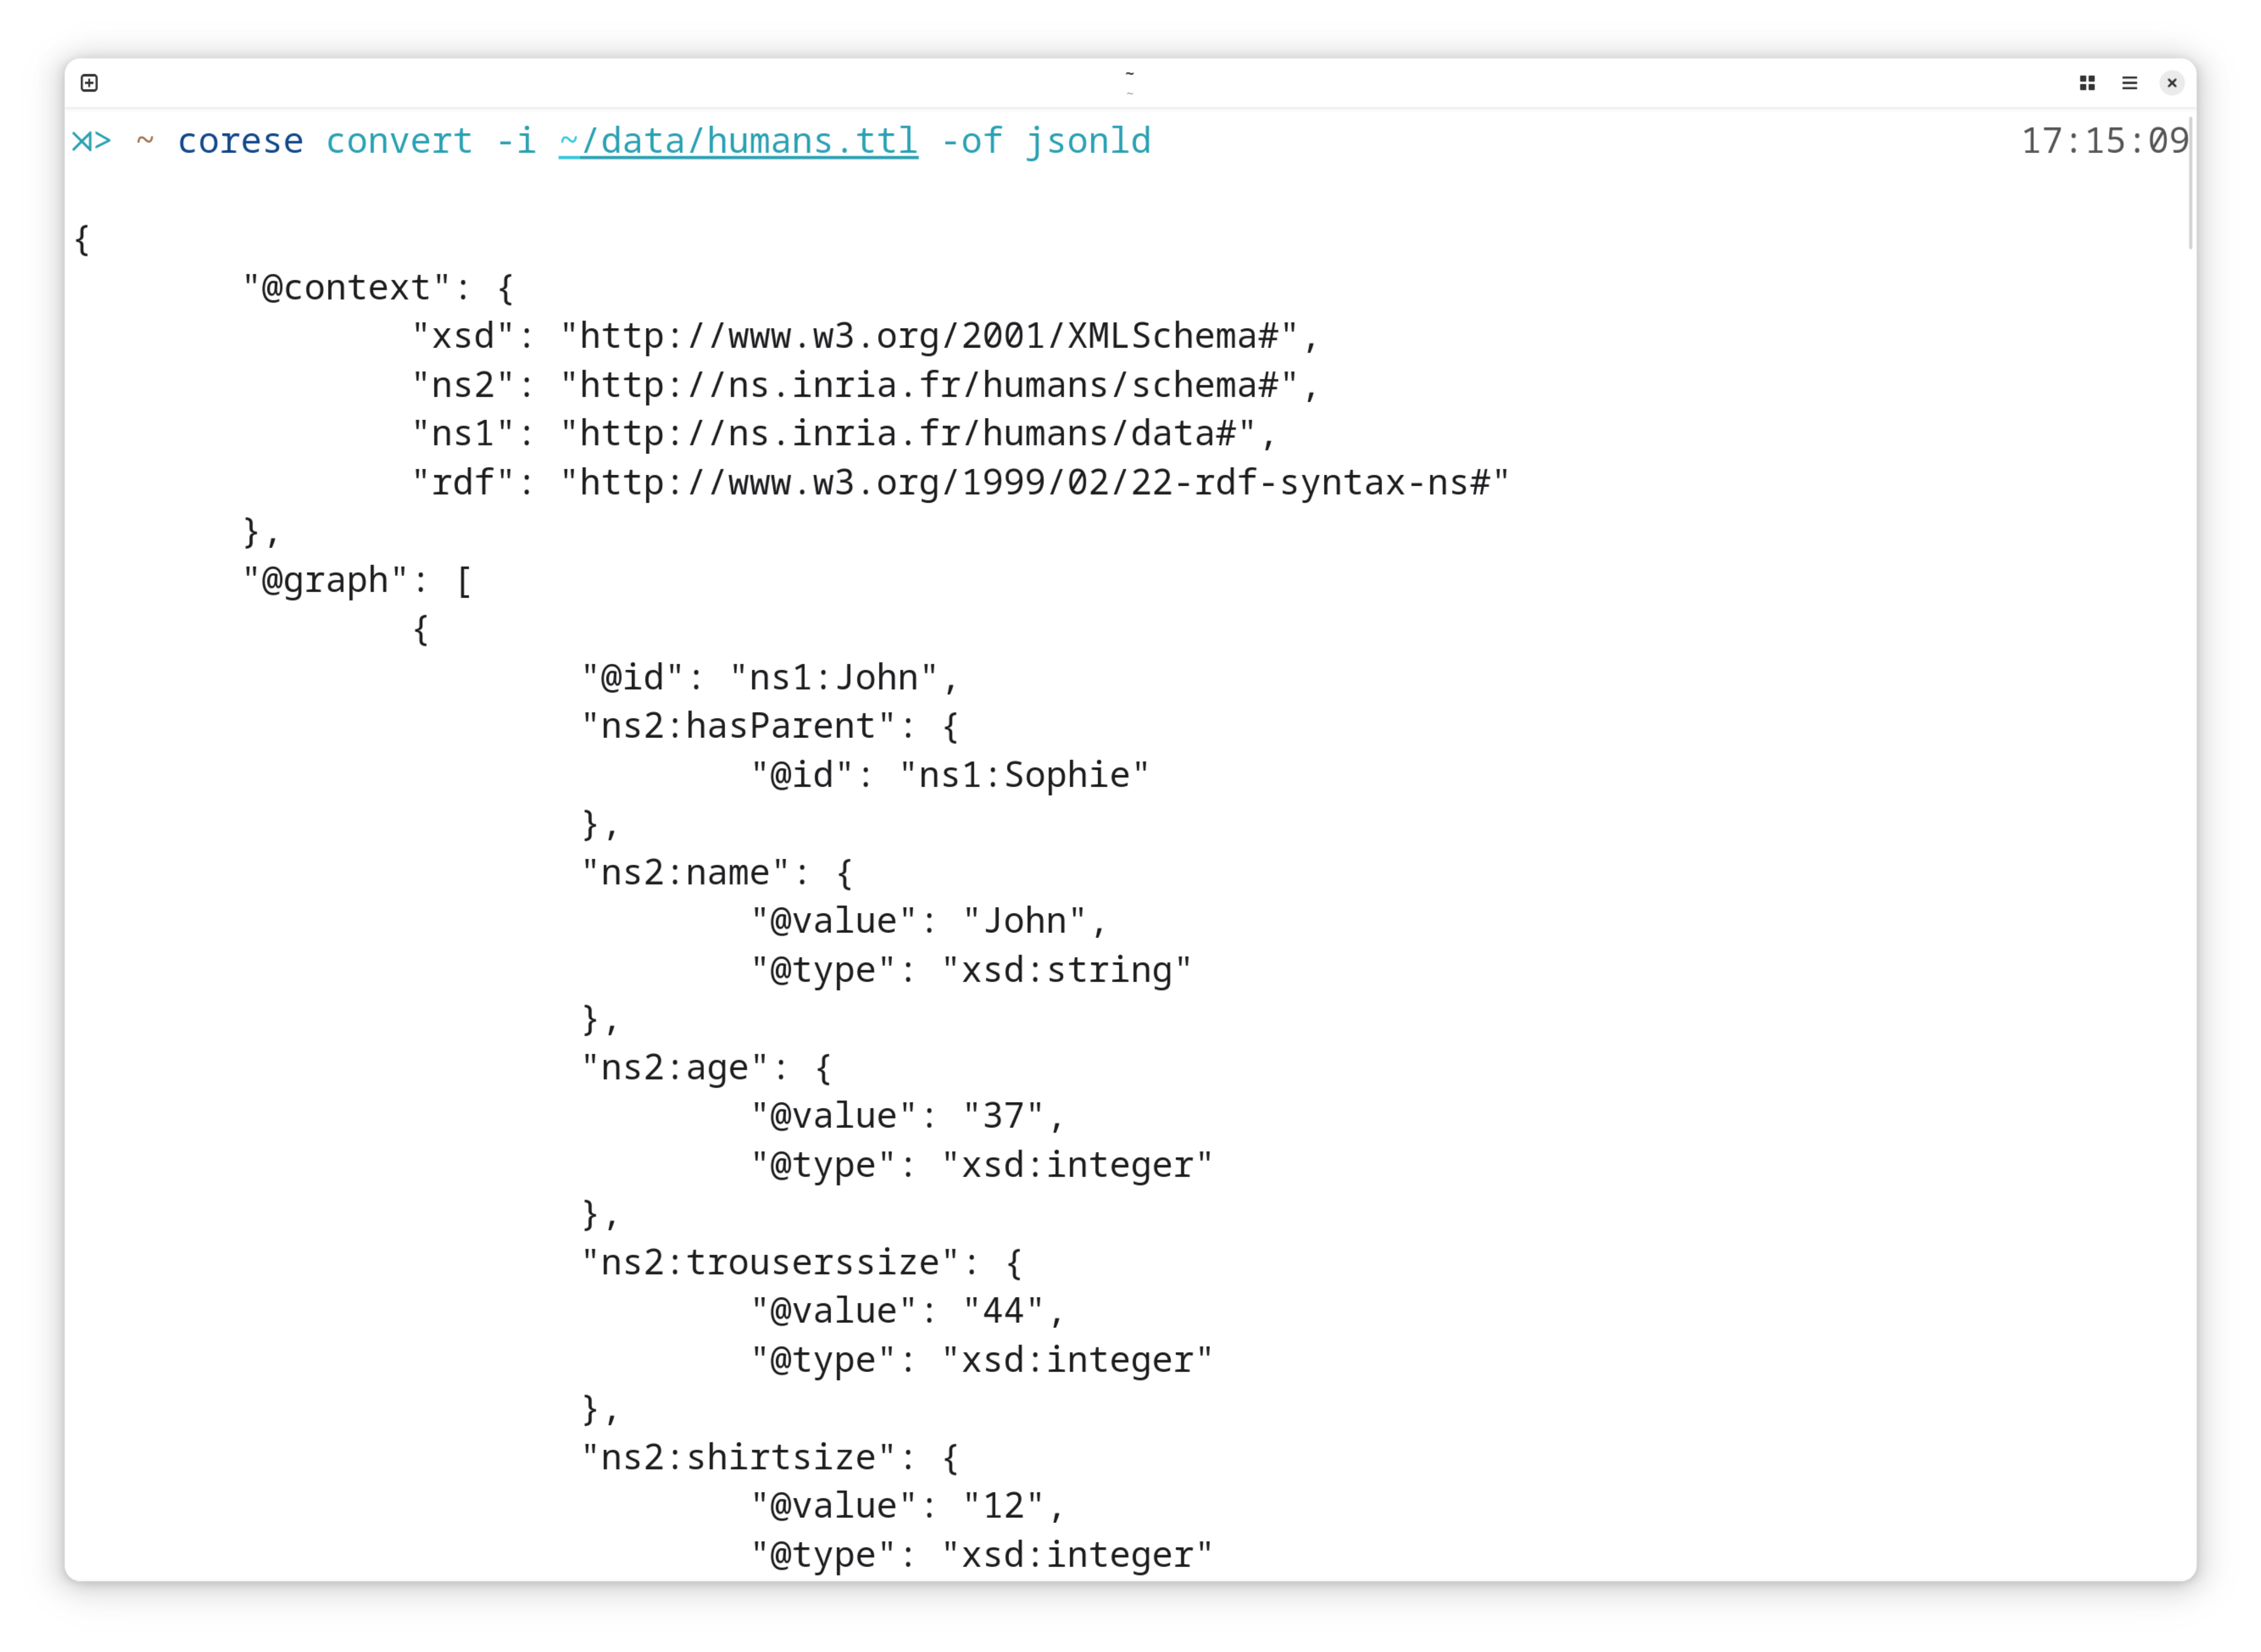 ~
~
⋊> ~ corese convert -i ~/data/humans.ttl -of jsonld 17:15:09
{
"@context": {
"xsd": "http://www.w3.org/2001/XMLSchema#",
"ns2": "http://ns.inria.fr/humans/schema#",
"ns1": "http://ns.inria.fr/humans/data#",
"rdf": "http://www.w3.org/1999/02/22-rdf-syntax-ns#"
},
"@graph": [
{
"@id": "ns1:John",
"ns2:hasParent": {
"@id": "ns1:Sophie"
},
"ns2:name": {
"@value": "John",
"@type": "xsd:string"
},
"ns2:age": {
"@value": "37",
"@type": "xsd:integer"
},
"ns2:trouserssize": {
"@value": "44",
"@type": "xsd:integer"
},
"ns2:shirtsize": {
"@value": "12",
"@type": "xsd:integer"